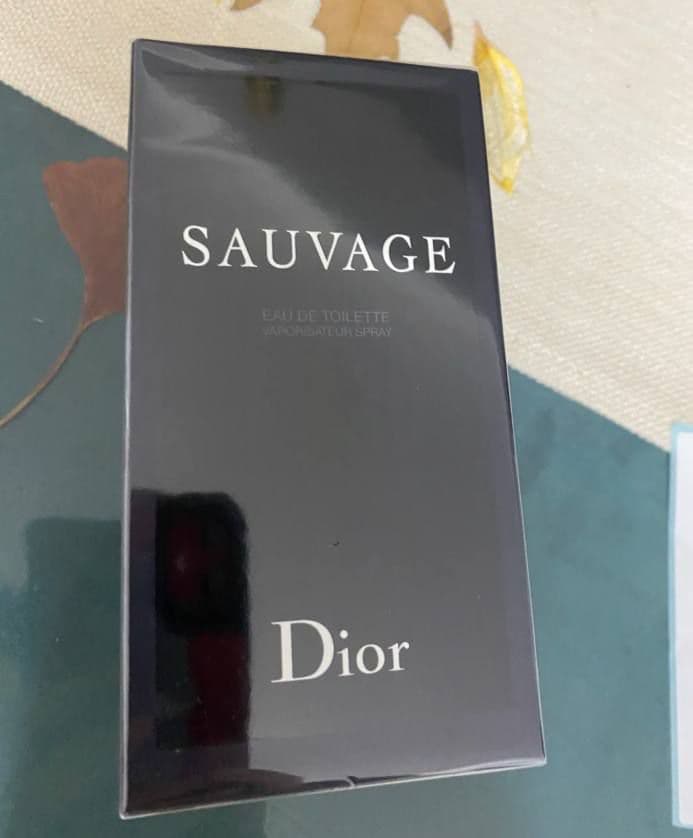 SAUVAGE
EAU DE TOILETTE
VAPORISATEUR SPRAY
Dior